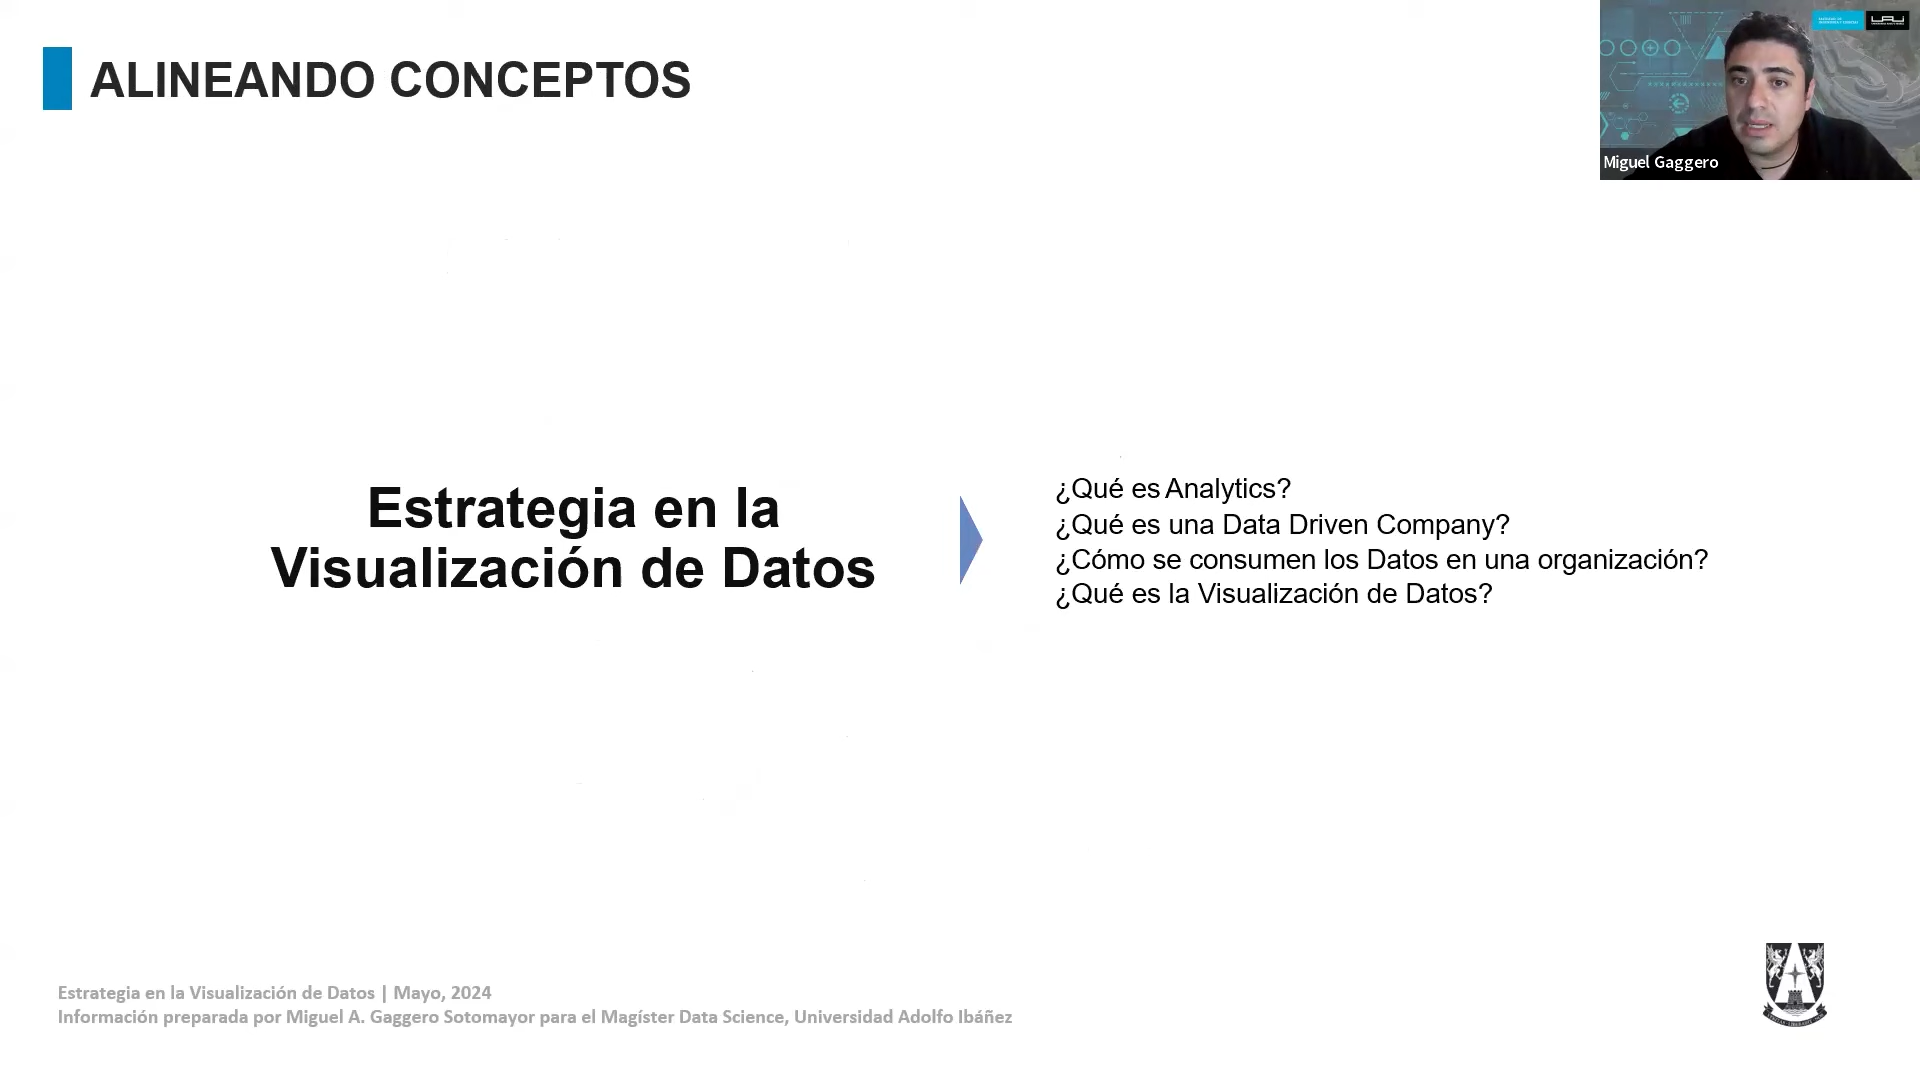 ALINEANDO CONCEPTOS
Miguel Gaggero
Estrategia en la
Visualización de Datos
¿Qué es Analytics?
¿Qué es una Data Driven Company?
¿Cómo se consumen los Datos en una organización?
¿Qué es la Visualización de Datos?
Estrategia en la Visualización de Datos | Mayo, 2024
Información preparada por Miguel A. Gaggero Sotomayor para el Magíster Data Science, Universidad Adolfo Ibáñez